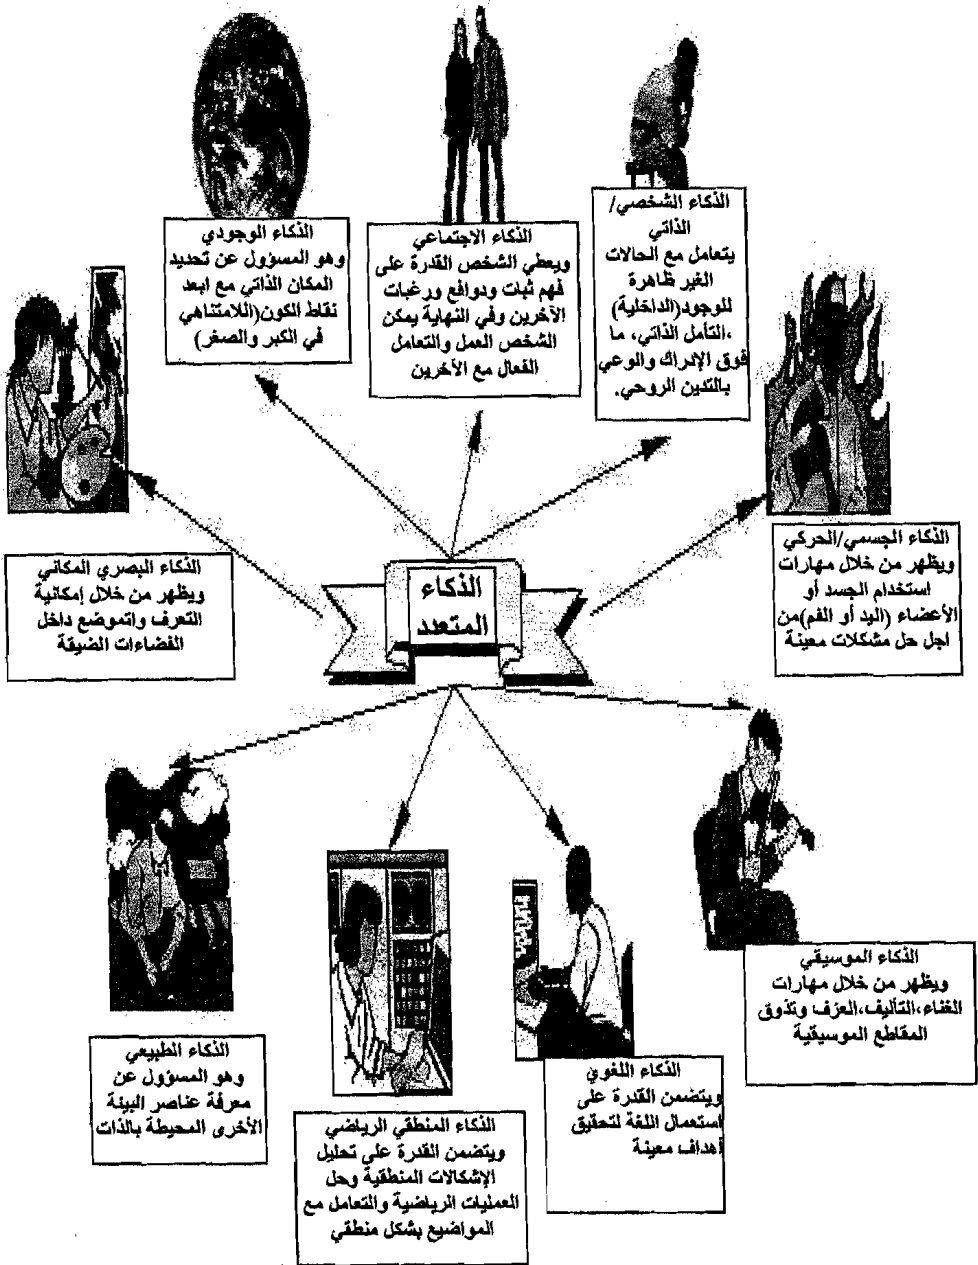 الذكاء الشخصي/
الذاتي
يتعامل مع الحالات
الغير ظاهرة
للوجود(الداخلية)
،التأمل الذاتي، ما
فوق الإدراك والوعي
بالتدين الروحي.
الذكاء الاجتماعي
ويعطي الشخص القدرة على
فهم ثبات ودوافع ورغبات
الآخرين وفي النهاية يمكن
الشخص العمل والتعامل
الفعال مع الآخرين
الذكاء الوجودي
وهو المسؤول عن تحديد
المكان الذاتي مع ابعد
نقاط الكون(اللامتناهي
في الكبر والصغر)
الذكاء الجسمي/الحركي
ويظهر من خلال مهارات
استخدام الجسد أو
الأعضاء (اليد أو الفم)من
اجل حل مشكلات معينة
الذكاء البصري المكاني
ويظهر من خلال إمكانية
التعرف واتموضع داخل
الفضاءات الضيقة
الذكاء
المتعدد
الذكاء الموسيقي
ويظهر من خلال مهارات
الغناء،التأليف،العزف وتذوق
المقاطع الموسيقية
الذكاء اللغوي
ويتضمن القدرة على
استعمال اللغة لتحقيق
أهداف معينة
الذكاء المنطقي الرياضي
ويتضمن القدرة على تحليل
الإشكالات المنطقية وحل
العمليات الرياضية والتعامل مع
المواضيع بشكل منطقي
الذكاء الطبيعي
وهو المسؤول عن
معرفة عناصر البيئة
الأخرى المحيطة بالذات